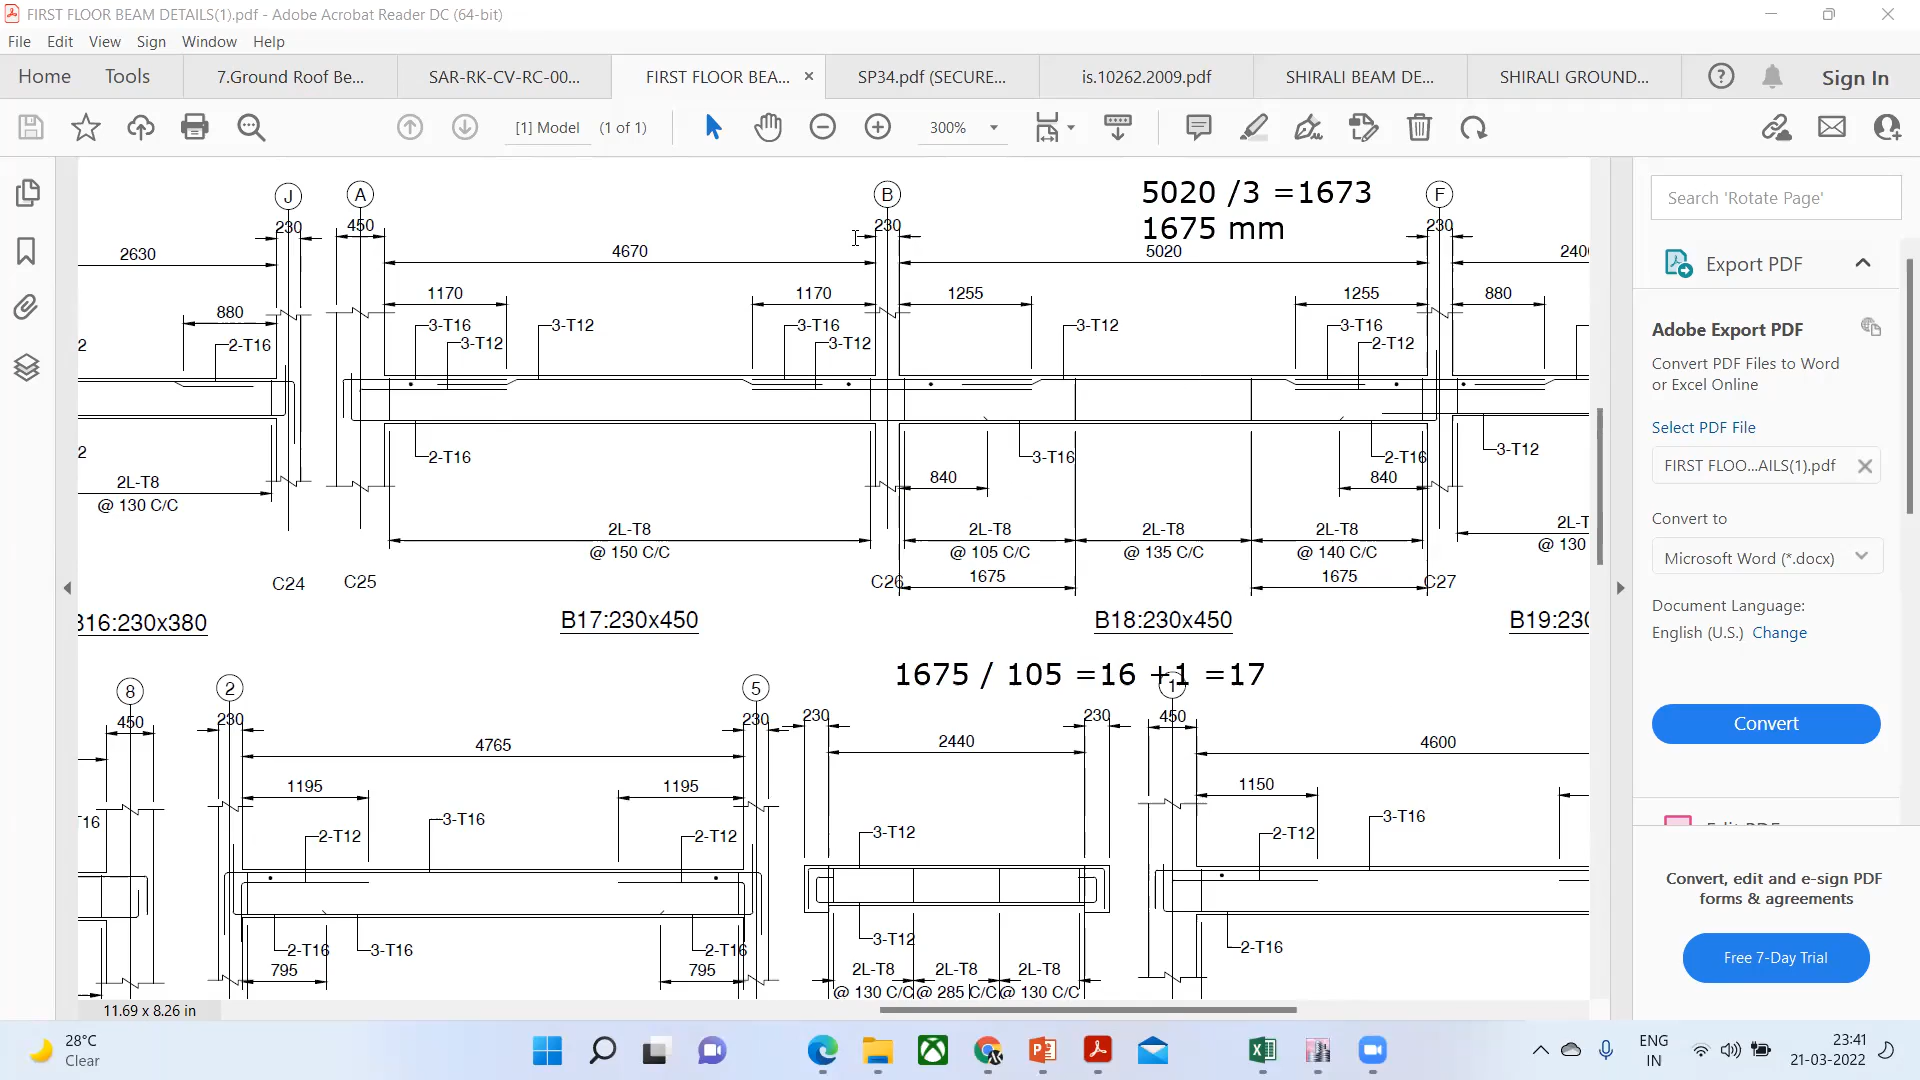 FIRST FLOOR BEAM DETAILS(1).pdf - Adobe Acrobat Reader DC (64-bit)
File Edit View Sign Window Help
Home Tools 7.Ground Roof Be... SAR-RK-CV-RC-00... FIRST FLOOR BEA... × SP34.pdf (SECURE... is.10262.2009.pdf SHIRALI BEAM DE... SHIRALI GROUND... Sign In
[1] Model (1 of 1) 300%
J A B 5020 /3 =1673 F
230 450 230 1675 mm 230
2630 4670 5020 240
1170 1170 1255 1255 880
880 3-T16 3-T12 3-T16 3-T12 3-T16
2 2-T16 3-T12 3-T12 2-T12
2 2-T16 3-T16 2-T16 3-T12
2L-T8 840 840
@ 130 C/C 2L-T8 2L-T8 2L-T8 2L-T8 2L-T
@ 150 C/C @ 105 C/C @ 135 C/C @ 140 C/C @ 130
C24 C25 C26 1675 1675 C27
B16:230x380 B17:230x450 B18:230x450 B19:230
1675 / 105 =16 +1 =17
8 2 5 1
450 230 230 230 230 450
4765 2440 4600
1195 1195 1150
T16 2-T12 3-T16 2-T12 3-T12 2-T12 3-T16
2-T16 3-T16 2-T16 3-T12 2-T16
795 795 2L-T8 2L-T8 2L-T8
@ 130 C/C @ 285 C/C @ 130 C/C
11.69 x 8.26 in
Search 'Rotate Page'
Export PDF
Adobe Export PDF
Convert PDF Files to Word
or Excel Online
Select PDF File
FIRST FLOO...AILS(1).pdf
Convert to
Microsoft Word (*.docx)
Document Language:
English (U.S.) Change
Convert
Convert, edit and e-sign PDF
forms & agreements
Free 7-Day Trial
28°C
Clear
ENG
IN
23:41
21-03-2022